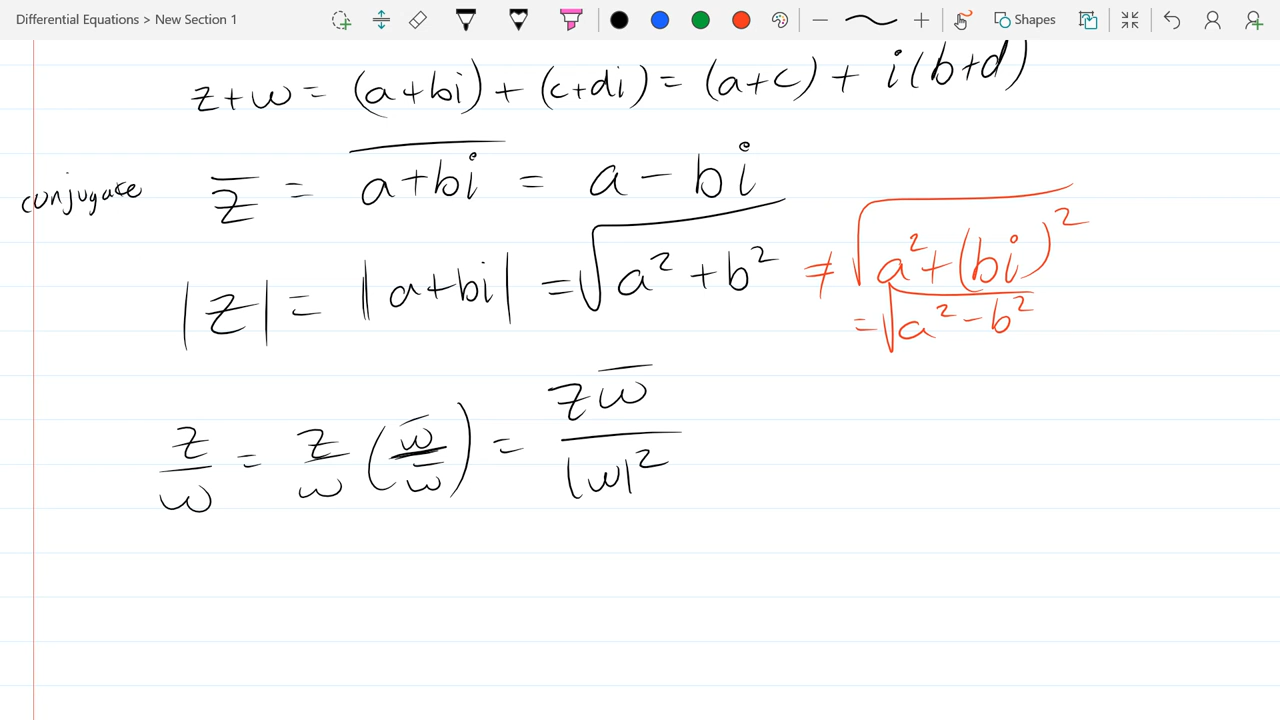 Differential Equations > New Section 1
Shapes
z+w = (a+bi) + (c+di) = (a+c) + i(b+d)
conjugate z̅ = \overline{a+bi} = a - bi
|z| = |a+bi| = √(a² + b²) ≠ √(a² + (bi)²)
= √(a² - b²)
z/w = z/w (w̅/w̅) = zw̅/|w|²